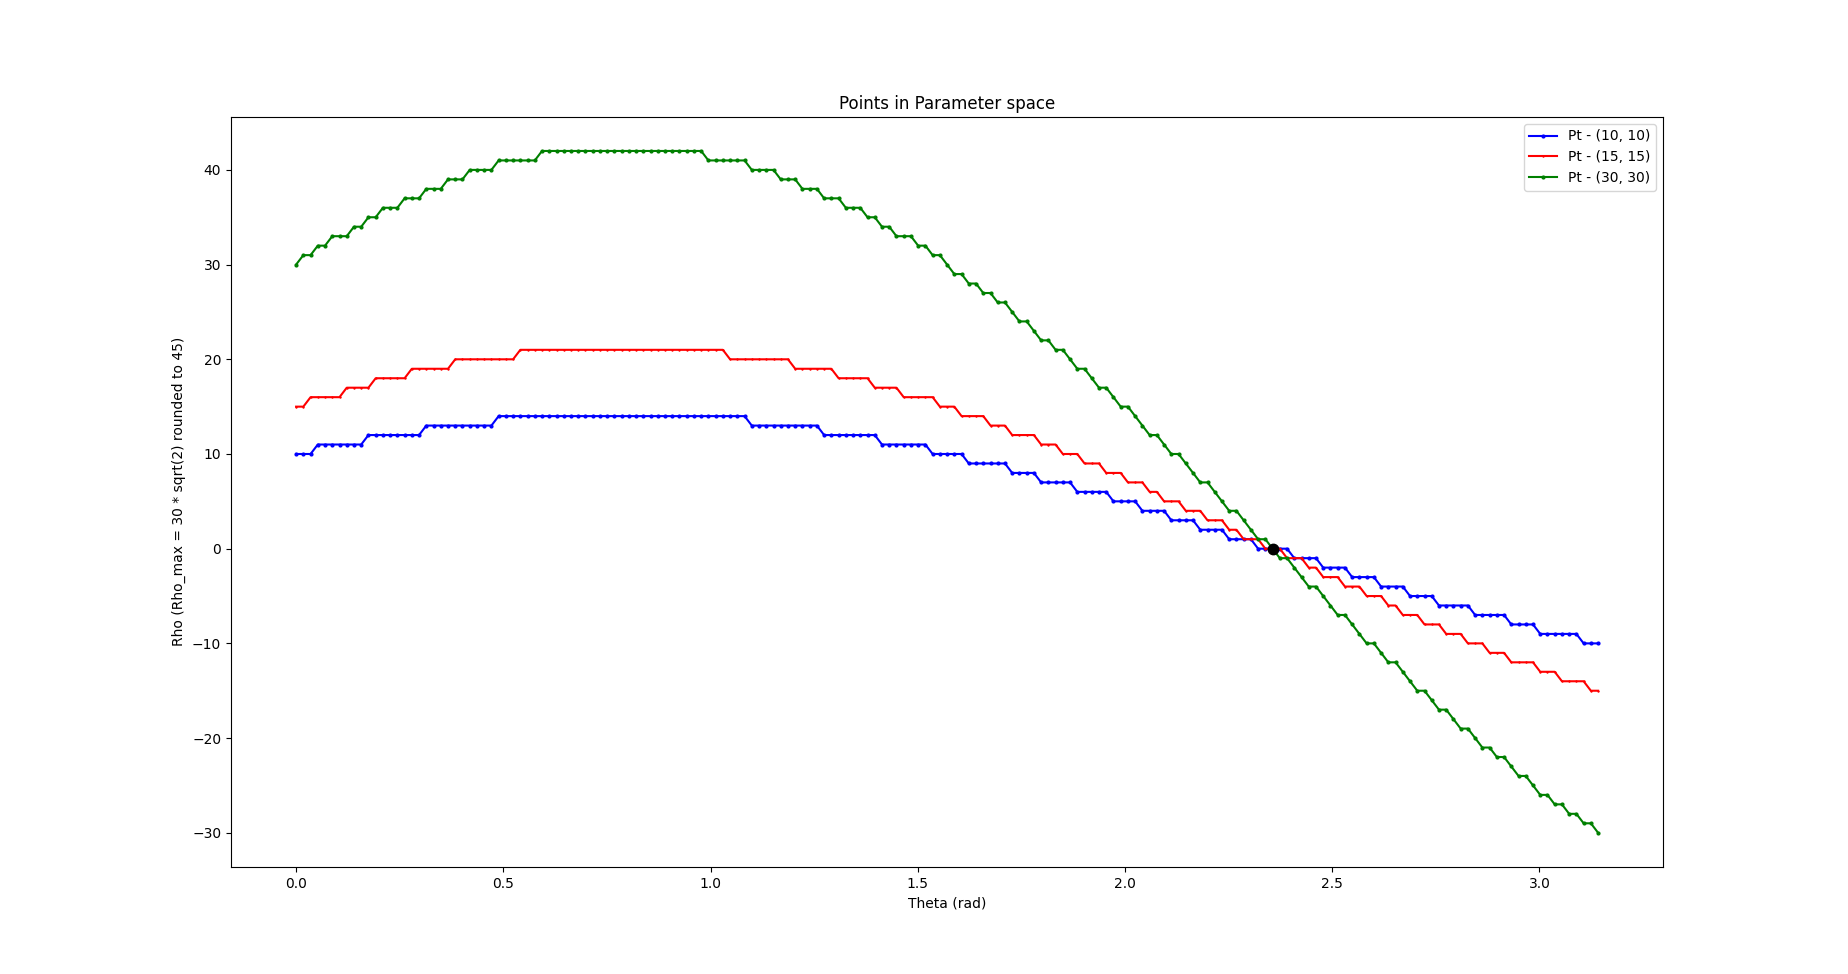 Points in Parameter space
Pt - (10, 10)
Pt - (15, 15)
Pt - (30, 30)
Rho (Rho_max = 30 * sqrt(2) rounded to 45)
40
30
20
10
0
−10
−20
−30
0.0 0.5 1.0 1.5 2.0 2.5 3.0
Theta (rad)